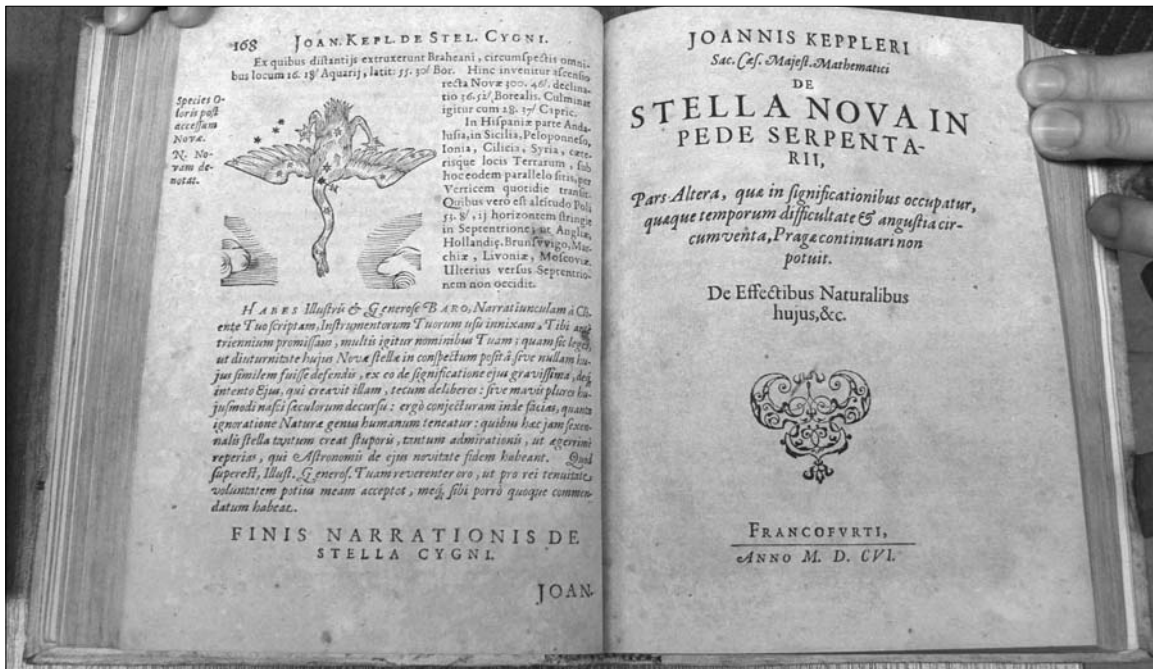 168 JOAN. KEPL. DE STEL. CYGNI.
Ex quibus distantijs extruxerunt Braheani, circumspectis omni-
bus locum 16. 18/ Aquarij, latit: 55. 30/ Bor. Hinc invenitur ascensio
recta Novæ 300. 46/. declina-
tio 36. 52/ Borealis. Culminat
igitur cum 28. 37/ Capric.
Species O-
loris post
accessum
Novæ.
N. No-
vam de-
notat.
In Hispaniæ parte Anda-
lusia, in Sicilia, Peloponneso,
Ionia, Cilicia, Syria, cæte-
risque locis Terrarum, sub
hoc eodem parallelo sitis, per
Verticem quotidie transit.
Quibus vero est altitudo Poli
53. 8/, ij horizontem stringit
in Septentrione; ut Angliæ,
Hollandię, Brunsvvigo, Mar-
chiæ, Livoniæ, Moscoviæ.
Ulterius versus Septentrio-
nem non occidit.
N
HABES Illustris & Generose BARO, Narratiunculam à Cli-
ente Tuo scriptam, Instrumentorum Tuorum usu innixam, Tibi ante
triennium promissam, multis igitur nominibus Tuam; quam sic leges,
ut diuturnitate hujus Novæ stellæ in conspectum positâ sive nullam hu-
jus similem fuisse defendis, ex eo de significatione ejus gravissima, deq́
intento Ejus, qui creavit illam, tecum deliberes: sive mavis plures hu-
jusmodi nasci sæculorum decursu: ergò conjecturam inde facias, quanta
ignoratione Naturæ genus humanum teneatur: quibus hæc jam sexen-
nalis stella tantum creat stuporis, tantum admirationis, ut ægerrimè
reperias, qui Astronomis de ejus novitate fidem habeant. Quod
superest, Illust. Generos. Tuam reverenter oro, ut pro rei tenuitate
voluntatem potius meam acceptet, meq́ sibi porrò quoque commen-
datum habeat.
FINIS NARRATIONIS DE
STELLA CYGNI.
JOAN-
JOANNIS KEPPLERI
Sac. Cæs. Majest. Mathematici
DE
STELLA NOVA IN
PEDE SERPENTA-
RII,
Pars Altera, quæ in significationibus occupatur,
quæque temporum difficultate & angustia cir-
cumventa, Pragæ continuari non
potuit.
De Effectibus Naturalibus
hujus, &c.
FRANCOFVRTI,
ANNO M. D. CVI.